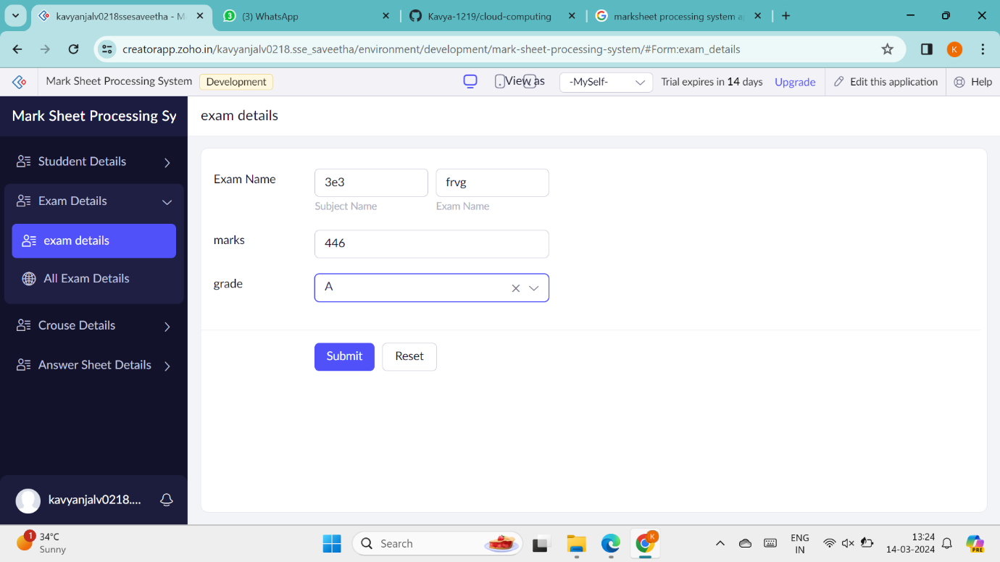 kavyanjalv0218ssesaveetha - M
3
(3) WhatsApp
Kavya-1219/cloud-computing
marksheet processing system a
creatorapp.zoho.in/kavyanjalv0218.sse_saveetha/environment/development/mark-sheet-processing-system/#Form:exam_details
K
Mark Sheet Processing System
Development
View as
-MySelf-
Trial expires in 14 days
Upgrade
Edit this application
Help
Mark Sheet Processing Sy
exam details
Studdent Details
Exam Details
exam details
All Exam Details
Crouse Details
Answer Sheet Details
kavyanjalv0218....
Exam Name
3e3
frvg
Subject Name
Exam Name
marks
446
grade
A
Submit
Reset
1
34°C
Sunny
Search
K
ENG
IN
13:24
14-03-2024
PRE